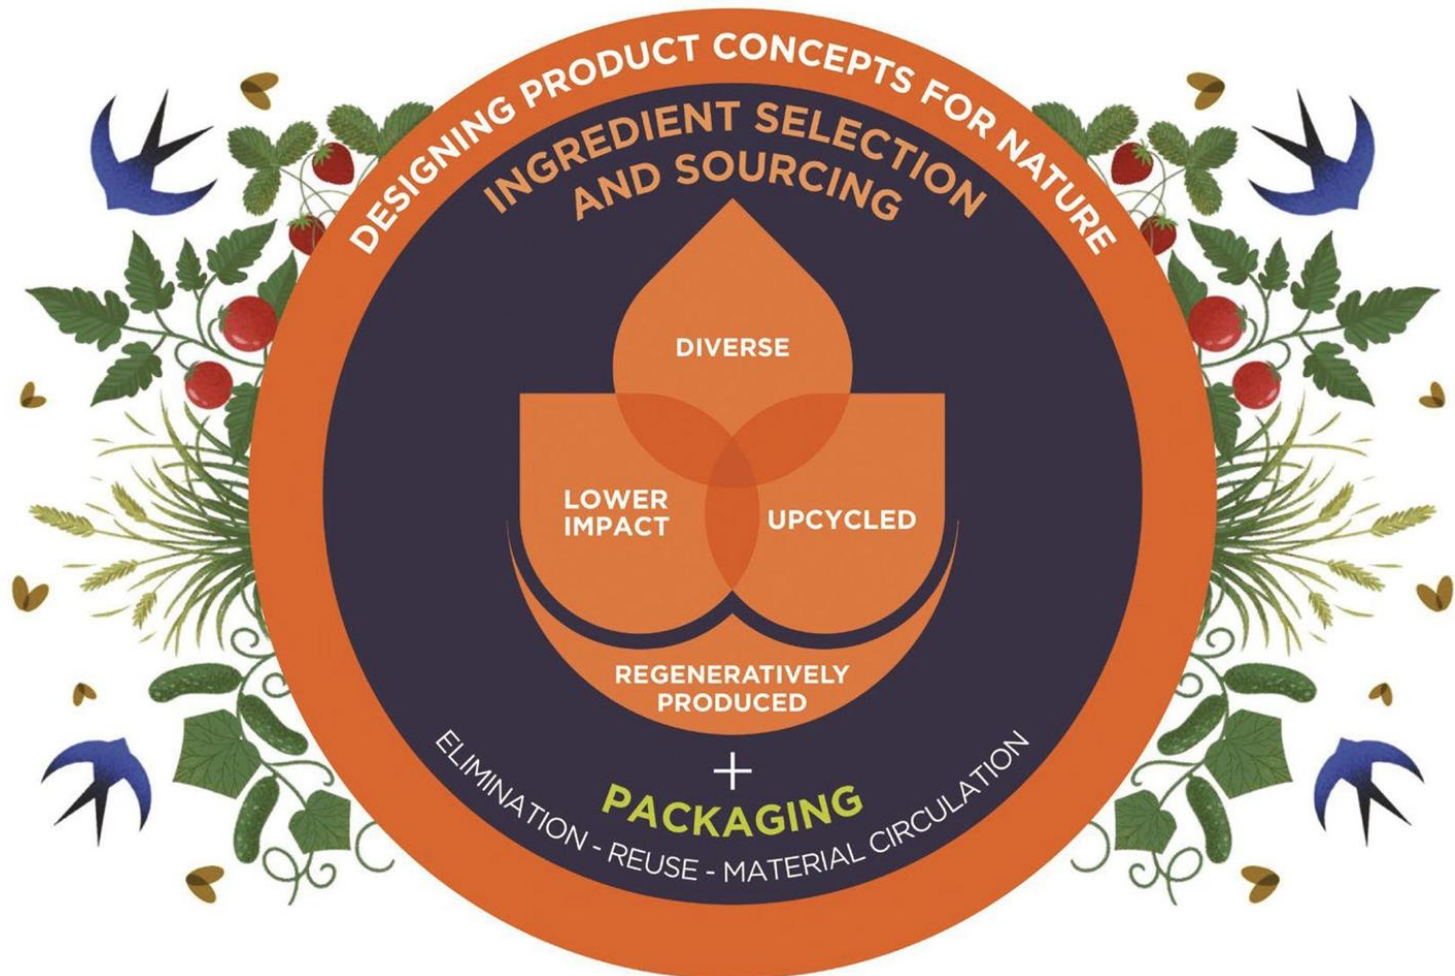 DESIGNING PRODUCT CONCEPTS FOR NATURE
INGREDIENT SELECTION
AND SOURCING
DIVERSE
LOWER
IMPACT
UPCYCLED
REGENERATIVELY
PRODUCED
+
PACKAGING
ELIMINATION - REUSE - MATERIAL CIRCULATION